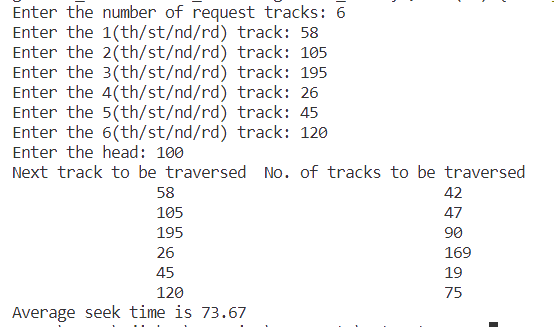 Enter the number of request tracks: 6
Enter the 1(th/st/nd/rd) track: 58
Enter the 2(th/st/nd/rd) track: 105
Enter the 3(th/st/nd/rd) track: 195
Enter the 4(th/st/nd/rd) track: 26
Enter the 5(th/st/nd/rd) track: 45
Enter the 6(th/st/nd/rd) track: 120
Enter the head: 100
Next track to be traversed  No. of tracks to be traversed
58 42
105 47
195 90
26 169
45 19
120 75
Average seek time is 73.67